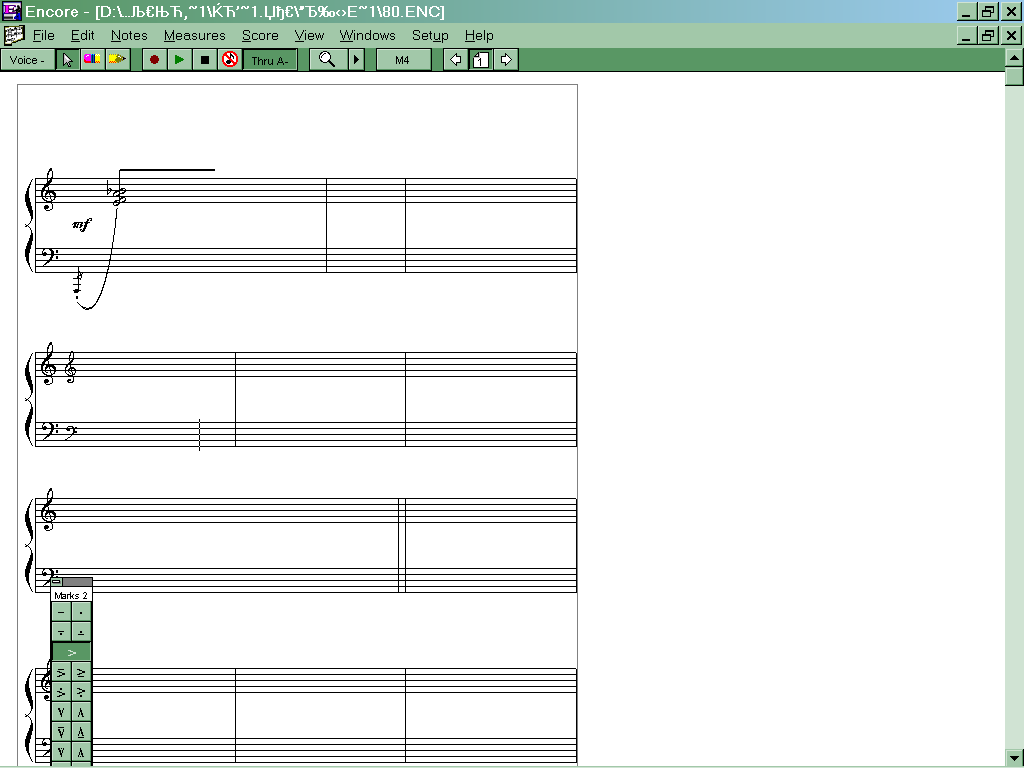 Encore - [D:\..Љ€ЊЋ,~1\ЌЋ'~1.Џђ€\"Ђ‰‹›Е~1\80.ENC]
File Edit Notes Measures Score View Windows Setup Help
Voice - Thru A- M4 1
mf
Marks 2